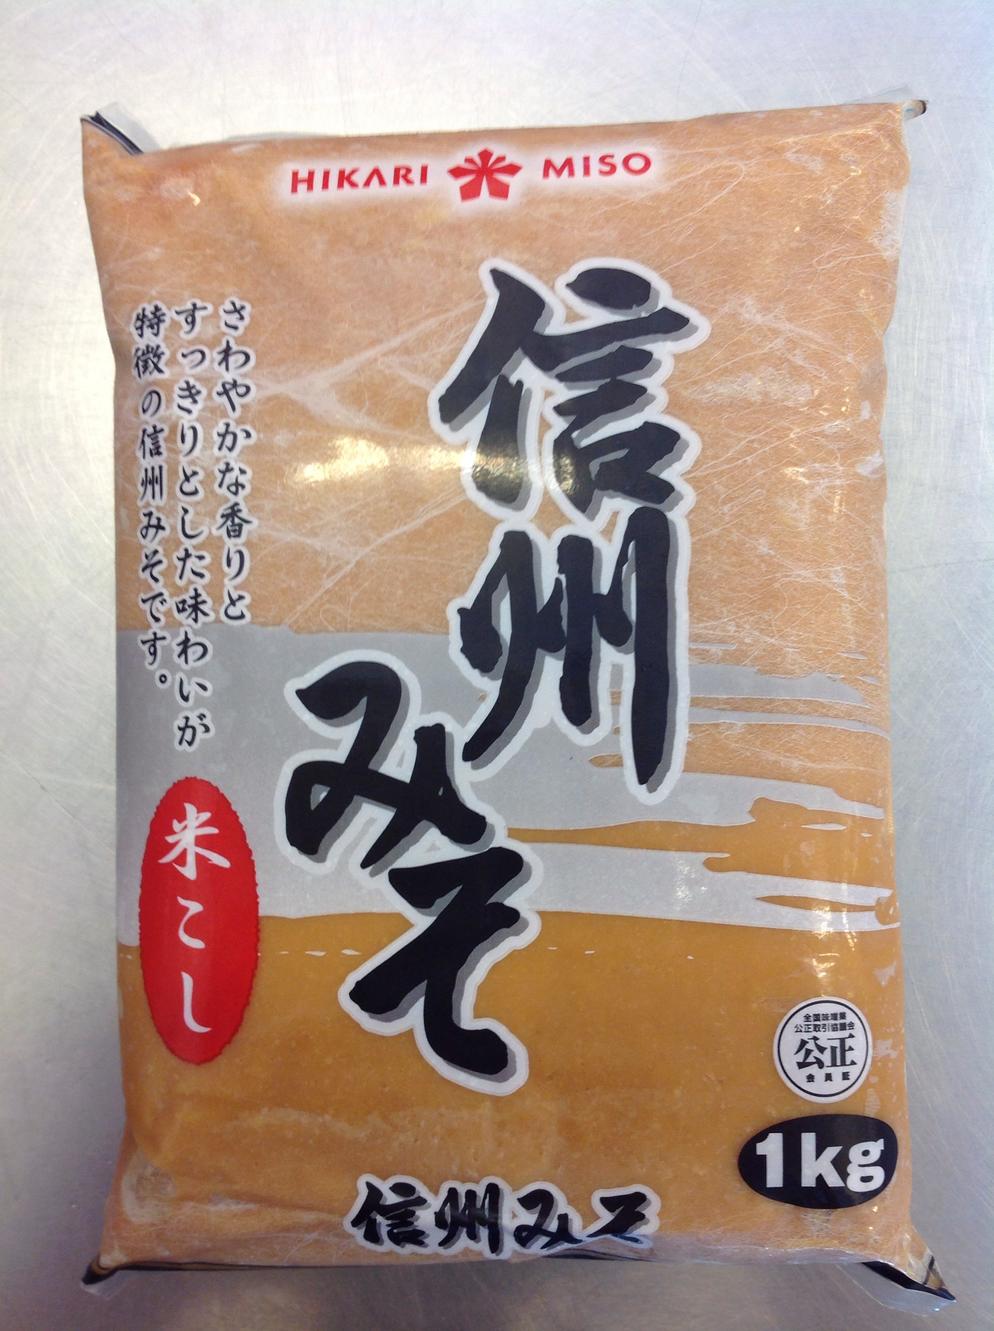 HIKARI MISO
信州
みそ
さわやかな香りと
すっきりとした味わいが
特徴の信州みそです。
米こし
全国味噌業
公正取引協議会
公正
会員証
1kg
信州みそ